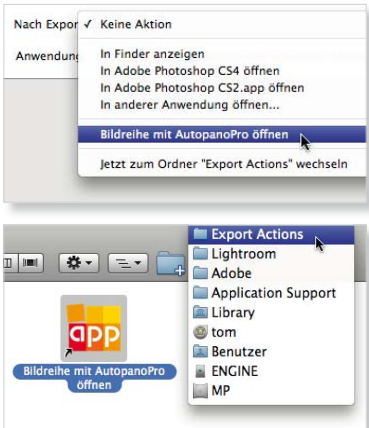 Nach Expor
✓ Keine Aktion
Anwendung
In Finder anzeigen
In Adobe Photoshop CS4 öffnen
In Adobe Photoshop CS2.app öffnen
In anderer Anwendung öffnen...
Bildreihe mit AutopanoPro öffnen
Jetzt zum Ordner "Export Actions" wechseln
Export Actions
Lightroom
Adobe
Application Support
Library
tom
Benutzer
ENGINE
MP
app
Bildreihe mit AutopanoPro
öffnen